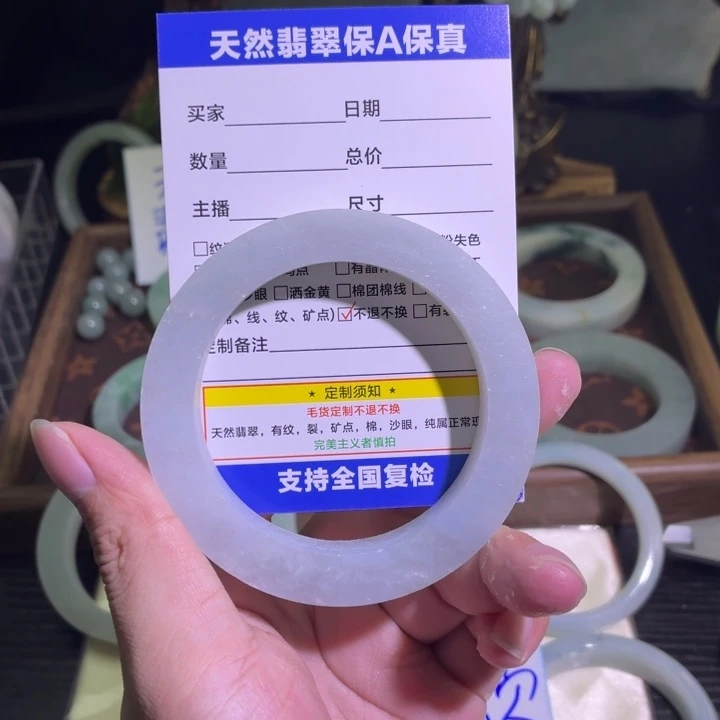 天然翡翠保A保真
买家 日期
数量 总价
主播 尺寸
□纹 失色
□有晶
眼 □洒金黄 □棉团棉线 □
、线、纹、矿点) ☑不退不换 □有
制备注
★ 定制须知 ★
毛货定制不退不换
天然翡翠，有纹，裂，矿点，棉，沙眼，纯属正常现
完美主义者慎拍
支持全国复检